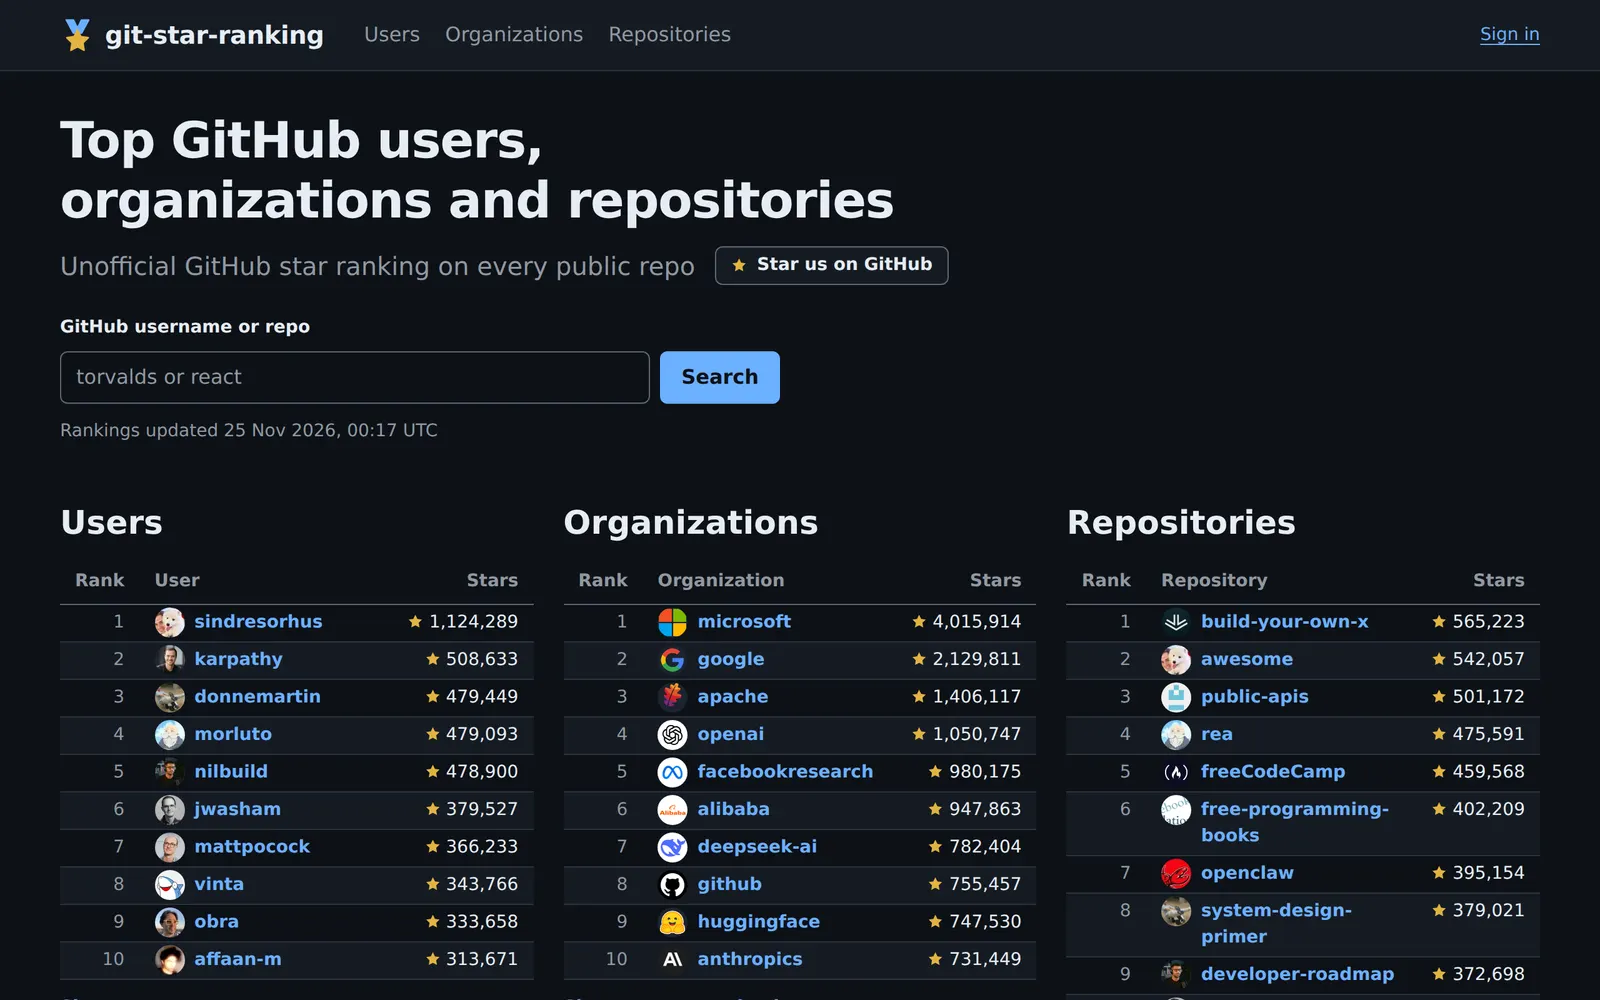 git-star-ranking Users Organizations Repositories Sign in
Top GitHub users,
organizations and repositories
Unofficial GitHub star ranking on every public repo Star us on GitHub
GitHub username or repo
torvalds or react Search
Rankings updated 25 Nov 2026, 00:17 UTC
Users
Rank User Stars
1 sindresorhus 1,124,289
2 karpathy 508,633
3 donnemartin 479,449
4 morluto 479,093
5 nilbuild 478,900
6 jwasham 379,527
7 mattpocock 366,233
8 vinta 343,766
9 obra 333,658
10 affaan-m 313,671
Organizations
Rank Organization Stars
1 microsoft 4,015,914
2 google 2,129,811
3 apache 1,406,117
4 openai 1,050,747
5 facebookresearch 980,175
6 Alibaba alibaba 947,863
7 deepseek-ai 782,404
8 github 755,457
9 huggingface 747,530
10 anthropics 731,449
Repositories
Rank Repository Stars
1 build-your-own-x 565,223
2 awesome 542,057
3 public-apis 501,172
4 rea 475,591
5 freeCodeCamp 459,568
6 free-programming- 402,209
books
7 openclaw 395,154
8 system-design- 379,021
primer
9 developer-roadmap 372,698